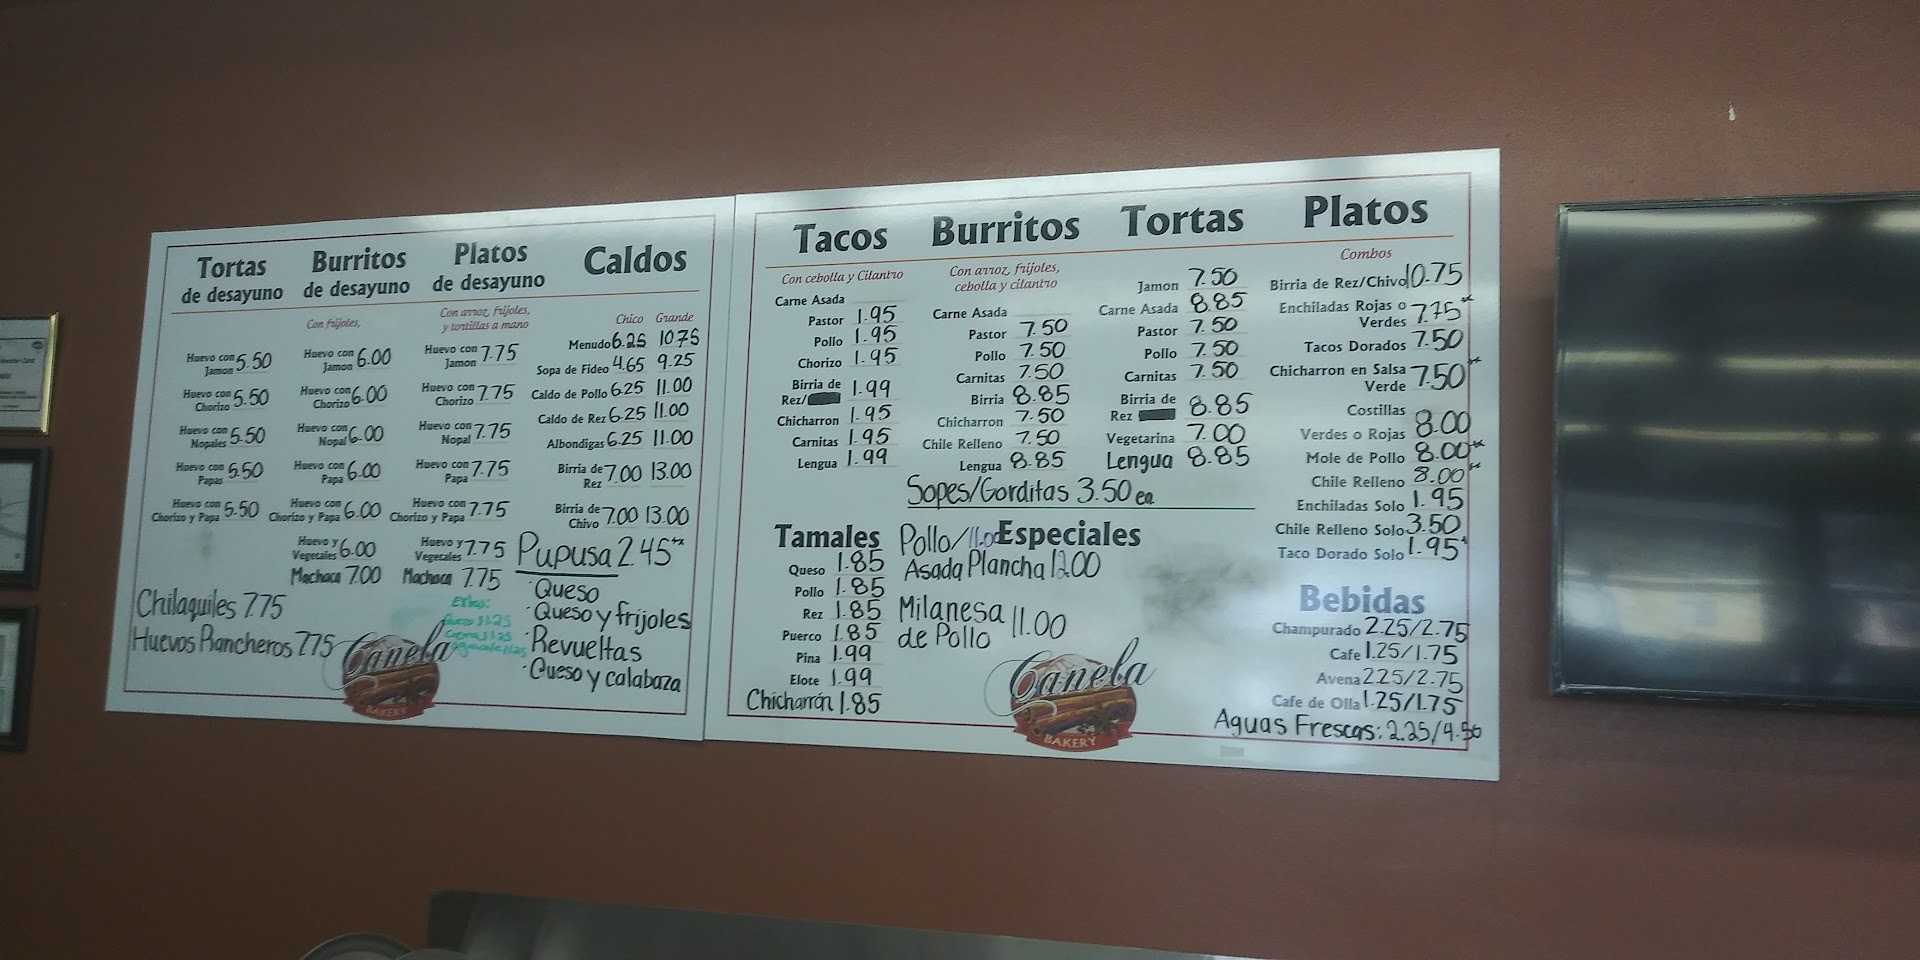 Tortas
de desayuno
Huevo con
Jamon 5.50
Huevo con
Chorizo 5.50
Huevo con
Nopales 5.50
Huevo con
Papas 5.50
Huevo con
Chorizo y Papa 5.50
Chilaquiles 7.75
Huevos Rancheros 7.75
Burritos
de desayuno
Con frijoles,
Huevo con
Jamon 6.00
Huevo con
Chorizo 6.00
Huevo con
Nopal 6.00
Huevo con
Papa 6.00
Huevo con
Chorizo y Papa 6.00
Huevo y
Vegetales 6.00
Machaca 7.00
Platos
de desayuno
Con arroz, frijoles,
y tortillas a mano
Huevo con
Jamon 7.75
Huevo con
Chorizo 7.75
Huevo con
Nopal 7.75
Huevo con
Papa 7.75
Huevo con
Chorizo y Papa 7.75
Huevo y
Vegetales 7.75
Machaca 7.75
Extras:
Queso $1.25
Crema $1.25
Caldos
Chico Grande
Menudo 6.25 10.75
Sopa de Fideo 4.65 9.25
Caldo de Pollo 6.25 11.00
Caldo de Rez 6.25 11.00
Albondigas 6.25 11.00
Birria de
Rez 7.00 13.00
Birria de
Chivo 7.00 13.00
Pupusa 2.45
· Queso
· Queso y frijoles
· Revueltas
· Queso y calabaza
Canela
BAKERY
Tacos
Con cebolla y Cilantro
Carne Asada
Pastor 1.95
Pollo 1.95
Chorizo 1.95
Birria de
Rez/ 1.99
Chicharron 1.95
Carnitas 1.95
Lengua 1.99
Burritos
Con arroz, frijoles,
cebolla y cilantro
Carne Asada
Pastor 7.50
Pollo 7.50
Carnitas 7.50
Birria 8.85
Chicharron 7.50
Chile Relleno 7.50
Lengua 8.85
Tortas
Jamon 7.50
Carne Asada 8.85
Pastor 7.50
Pollo 7.50
Carnitas 7.50
Birria de
Rez 8.85
Vegetarina 7.00
Lengua 8.85
Sopes/Gorditas 3.50 ea
Platos
Combos
Birria de Rez/Chivo 10.75
Enchiladas Rojas o
Verdes 7.75*
Tacos Dorados 7.50
Chicharron en Salsa
Verde 7.50*
Costillas
Verdes o Rojas 8.00
Mole de Pollo 8.00*
Chile Relleno 8.00*
Enchiladas Solo 1.95
Chile Relleno Solo 3.50
Taco Dorado Solo 1.95
Tamales
Queso 1.85
Pollo 1.85
Rez 1.85
Puerco 1.85
Pina 1.99
Elote 1.99
Chicharrón 1.85
Especiales
Pollo/11.00
Asada Plancha 12.00
Milanesa
de Pollo 11.00
Canela
BAKERY
Bebidas
Champurado 2.25/2.75
Cafe 1.25/1.75
Avena 2.25/2.75
Cafe de Olla 1.25/1.75
Aguas Frescas: 2.25/4.50